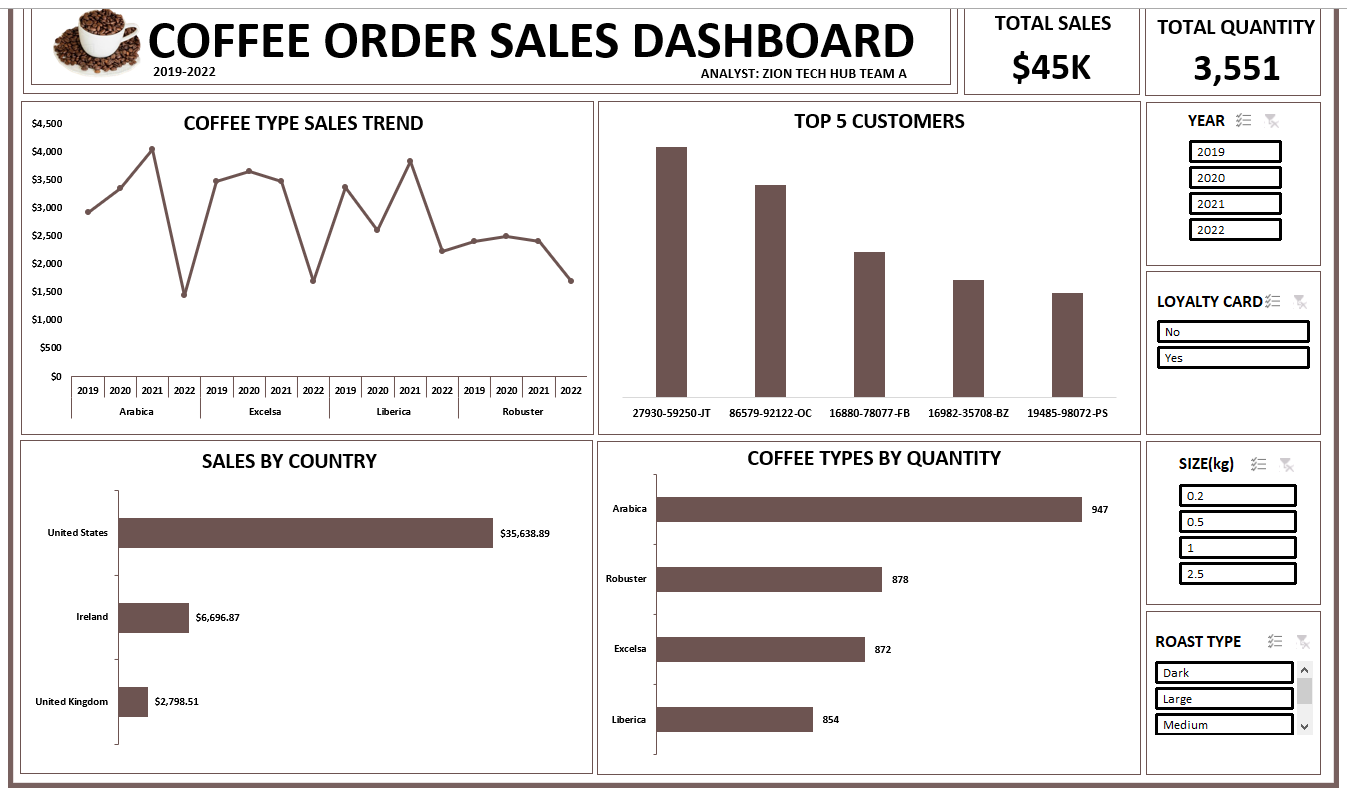 COFFEE ORDER SALES DASHBOARD
2019-2022
ANALYST: ZION TECH HUB TEAM A
TOTAL SALES
$45K
TOTAL QUANTITY
3,551
COFFEE TYPE SALES TREND
$4,500
$4,000
$3,500
$3,000
$2,500
$2,000
$1,500
$1,000
$500
$0
2019 2020 2021 2022 2019 2020 2021 2022 2019 2020 2021 2022 2019 2020 2021 2022
Arabica Excelsa Liberica Robuster
TOP 5 CUSTOMERS
27930-59250-JT 86579-92122-OC 16880-78077-FB 16982-35708-BZ 19485-98072-PS
YEAR
2019
2020
2021
2022
LOYALTY CARD
No
Yes
SALES BY COUNTRY
United States $35,638.89
Ireland $6,696.87
United Kingdom $2,798.51
COFFEE TYPES BY QUANTITY
Arabica 947
Robuster 878
Excelsa 872
Liberica 854
SIZE(kg)
0.2
0.5
1
2.5
ROAST TYPE
Dark
Large
Medium